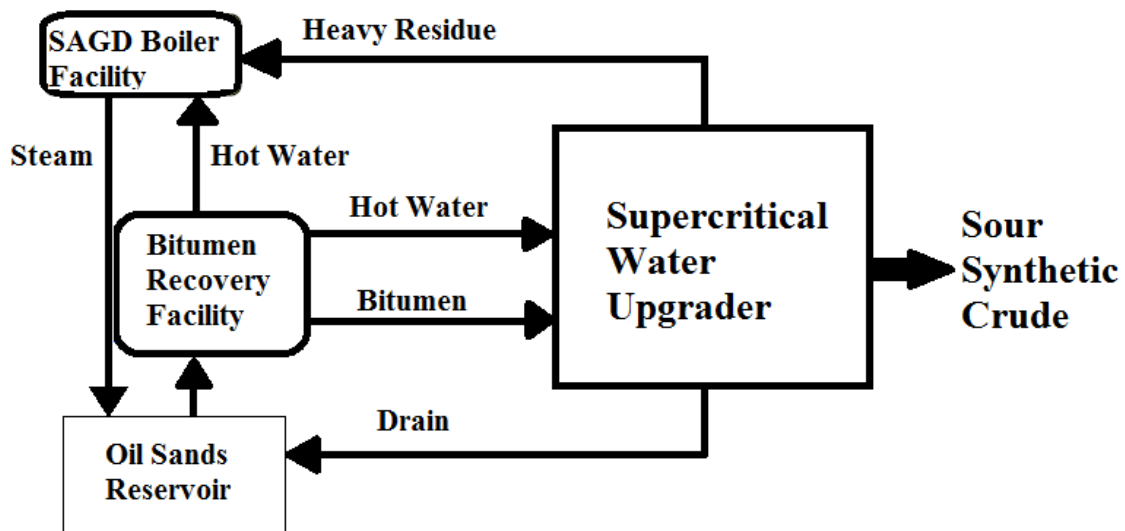 SAGD Boiler
Facility
Heavy Residue
Steam
Hot Water
Hot Water
Bitumen
Recovery
Facility
Bitumen
Supercritical
Water
Upgrader
Sour
Synthetic
Crude
Drain
Oil Sands
Reservoir